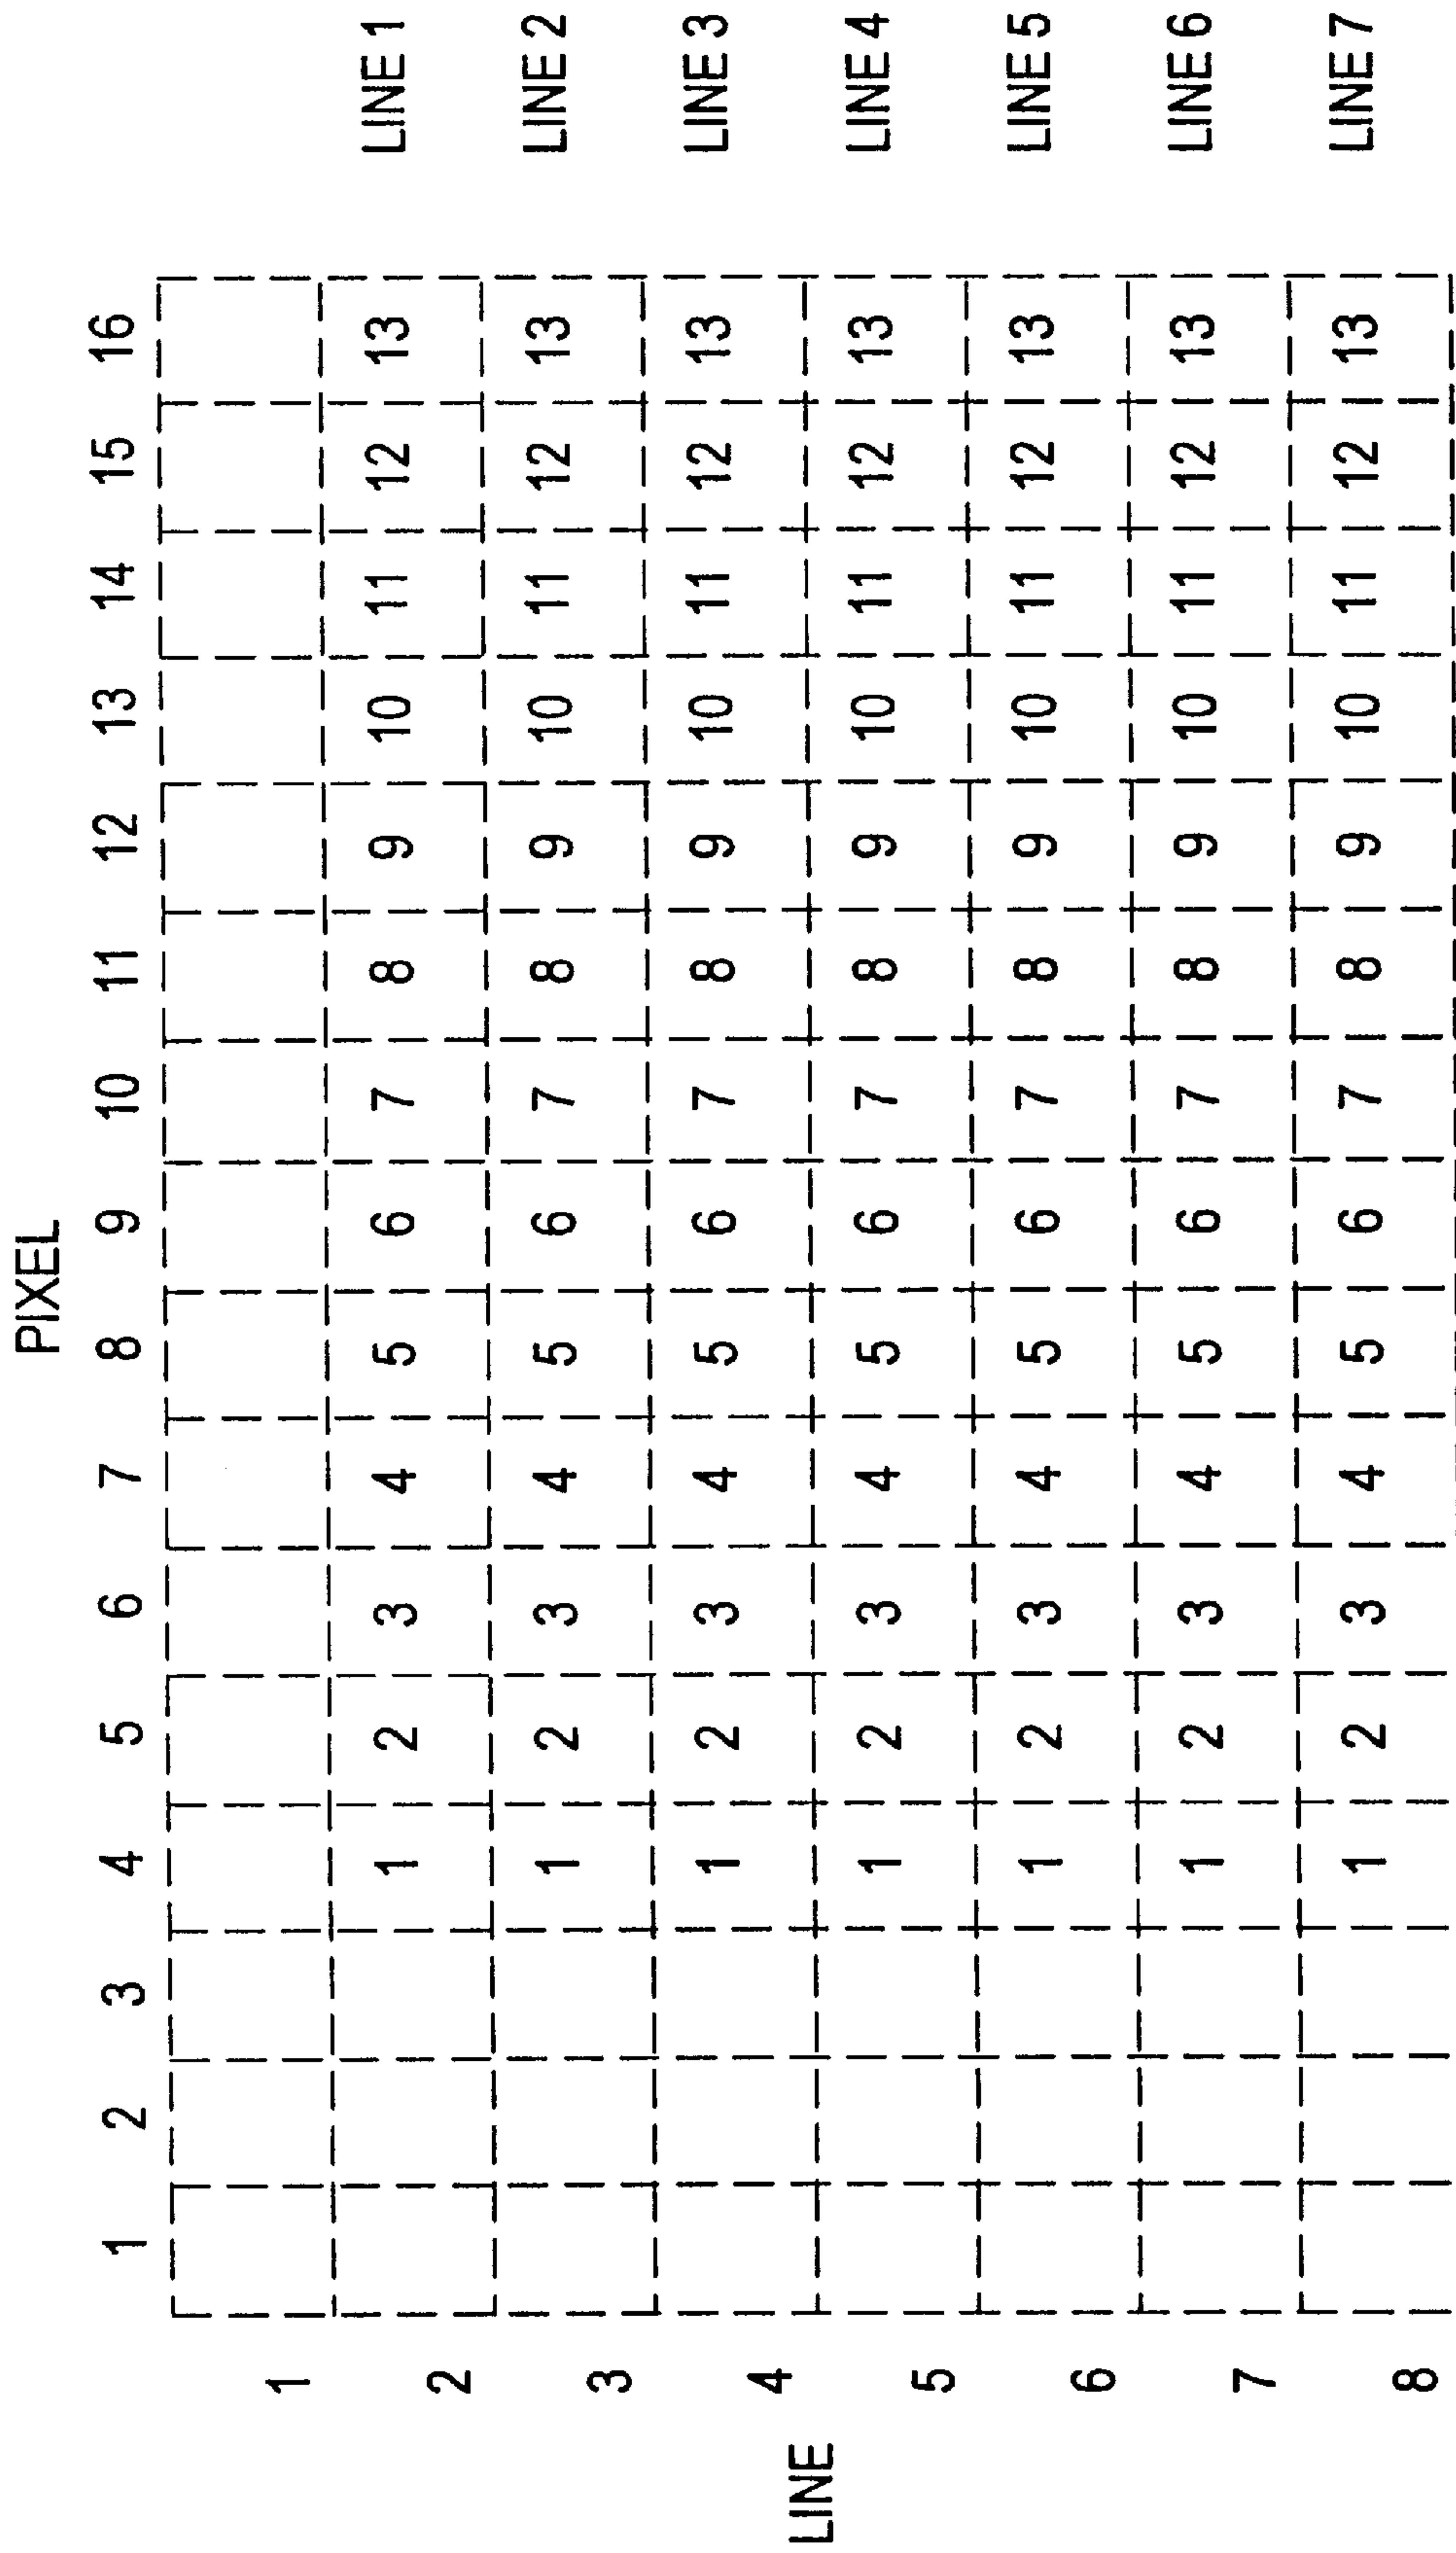 PIXEL
1 2 3 4 5 6 7 8 9 10 11 12 13 14 15 16
LINE
1
2 1 2 3 4 5 6 7 8 9 10 11 12 13 LINE 1
3 1 2 3 4 5 6 7 8 9 10 11 12 13 LINE 2
4 1 2 3 4 5 6 7 8 9 10 11 12 13 LINE 3
5 1 2 3 4 5 6 7 8 9 10 11 12 13 LINE 4
6 1 2 3 4 5 6 7 8 9 10 11 12 13 LINE 5
7 1 2 3 4 5 6 7 8 9 10 11 12 13 LINE 6
8 1 2 3 4 5 6 7 8 9 10 11 12 13 LINE 7